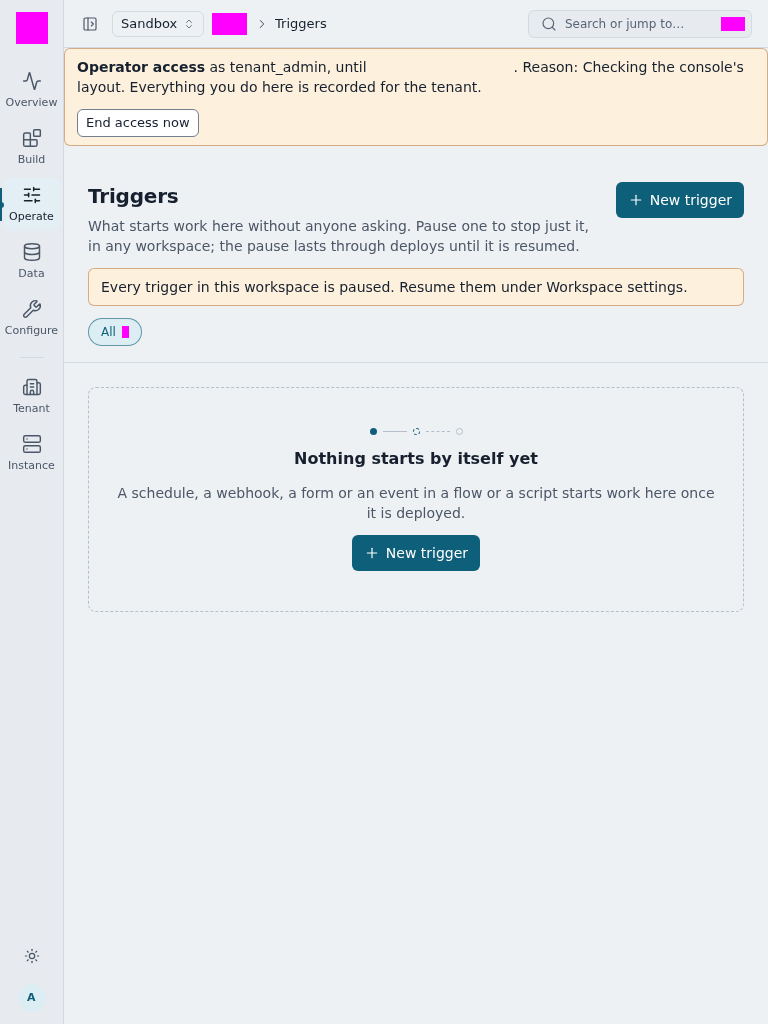 Sandbox
Triggers
Search or jump to…
Operator access as tenant_admin, until . Reason: Checking the console's
layout. Everything you do here is recorded for the tenant.
End access now
Overview
Build
Operate
Data
Configure
Tenant
Instance
A
Triggers
New trigger
What starts work here without anyone asking. Pause one to stop just it,
in any workspace; the pause lasts through deploys until it is resumed.
Every trigger in this workspace is paused. Resume them under Workspace settings.
All
Nothing starts by itself yet
A schedule, a webhook, a form or an event in a flow or a script starts work here once
it is deployed.
New trigger